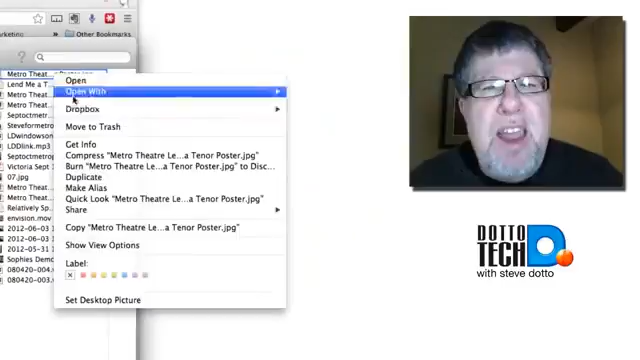 arketing
Other Bookmarks
?
Metro Theat... Poster.jpg
Lend Me a T
Metro Theat
Metro Theat
Metro Theat
Septoctmetr
Steveformetro
LDwindowson
LDDlink.mp3
Septoctmetrop
Victoria Sept 1
07.jpg
Metro Theat
Metro Theat
Relatively Sp
envision.mov
2012-06-03
2012-06-03
2012-05-31
Sophies Demo
080420-004.
080420-003.
Open
Open With
Dropbox
Move to Trash
Get Info
Compress "Metro Theatre Le...a Tenor Poster.jpg"
Burn "Metro Theatre Le...a Tenor Poster.jpg" to Disc...
Duplicate
Make Alias
Quick Look "Metro Theatre Le...a Tenor Poster.jpg"
Share
Copy "Metro Theatre Le...a Tenor Poster.jpg"
Show View Options
Label:
x
Set Desktop Picture
DOTTO
TECH D
with steve dotto